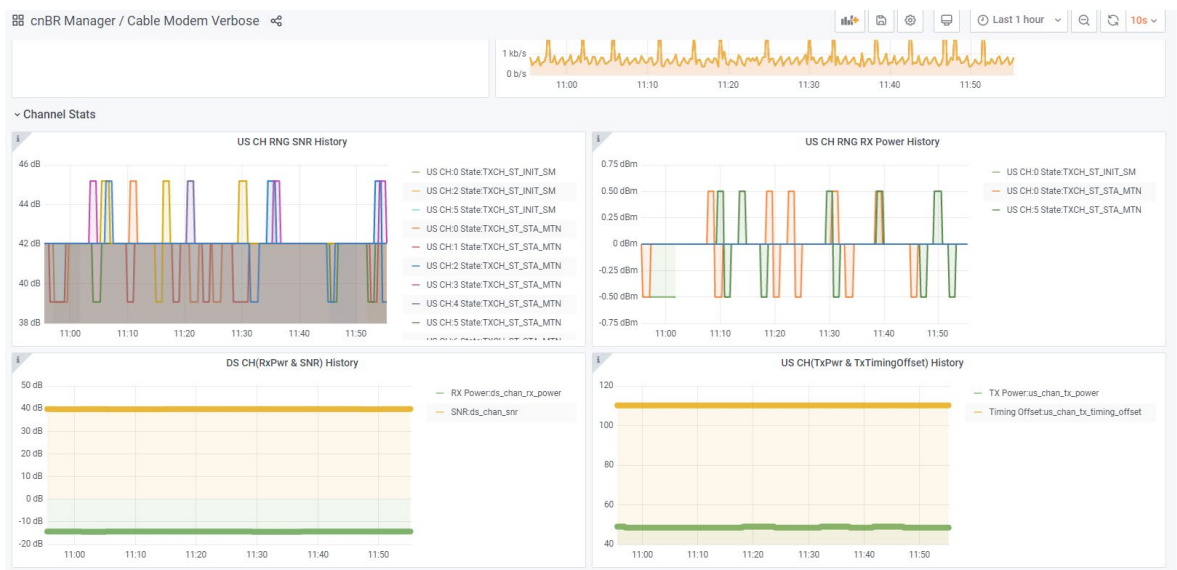 cnBR Manager / Cable Modem Verbose
Last 1 hour
10s
1 kb/s
0 b/s
11:00 11:10 11:20 11:30 11:40 11:50
Channel Stats
US CH RNG SNR History
46 dB
44 dB
42 dB
40 dB
38 dB
11:00 11:10 11:20 11:30 11:40 11:50
US CH:0 State:TXCH_ST_INIT_SM
US CH:2 State:TXCH_ST_INIT_SM
US CH:5 State:TXCH_ST_INIT_SM
US CH:0 State:TXCH_ST_STA_MTN
US CH:1 State:TXCH_ST_STA_MTN
US CH:2 State:TXCH_ST_STA_MTN
US CH:3 State:TXCH_ST_STA_MTN
US CH:4 State:TXCH_ST_STA_MTN
US CH:5 State:TXCH_ST_STA_MTN
US CH RNG RX Power History
0.75 dBm
0.50 dBm
0.25 dBm
0 dBm
-0.25 dBm
-0.50 dBm
-0.75 dBm
11:00 11:10 11:20 11:30 11:40 11:50
US CH:0 State:TXCH_ST_INIT_SM
US CH:0 State:TXCH_ST_STA_MTN
US CH:5 State:TXCH_ST_STA_MTN
DS CH(RxPwr & SNR) History
50 dB
40 dB
30 dB
20 dB
10 dB
0 dB
-10 dB
-20 dB
11:00 11:10 11:20 11:30 11:40 11:50
RX Power:ds_chan_rx_power
SNR:ds_chan_snr
US CH(TxPwr & TxTimingOffset) History
120
100
80
60
40
11:00 11:10 11:20 11:30 11:40 11:50
TX Power:us_chan_tx_power
Timing Offset:us_chan_tx_timing_offset